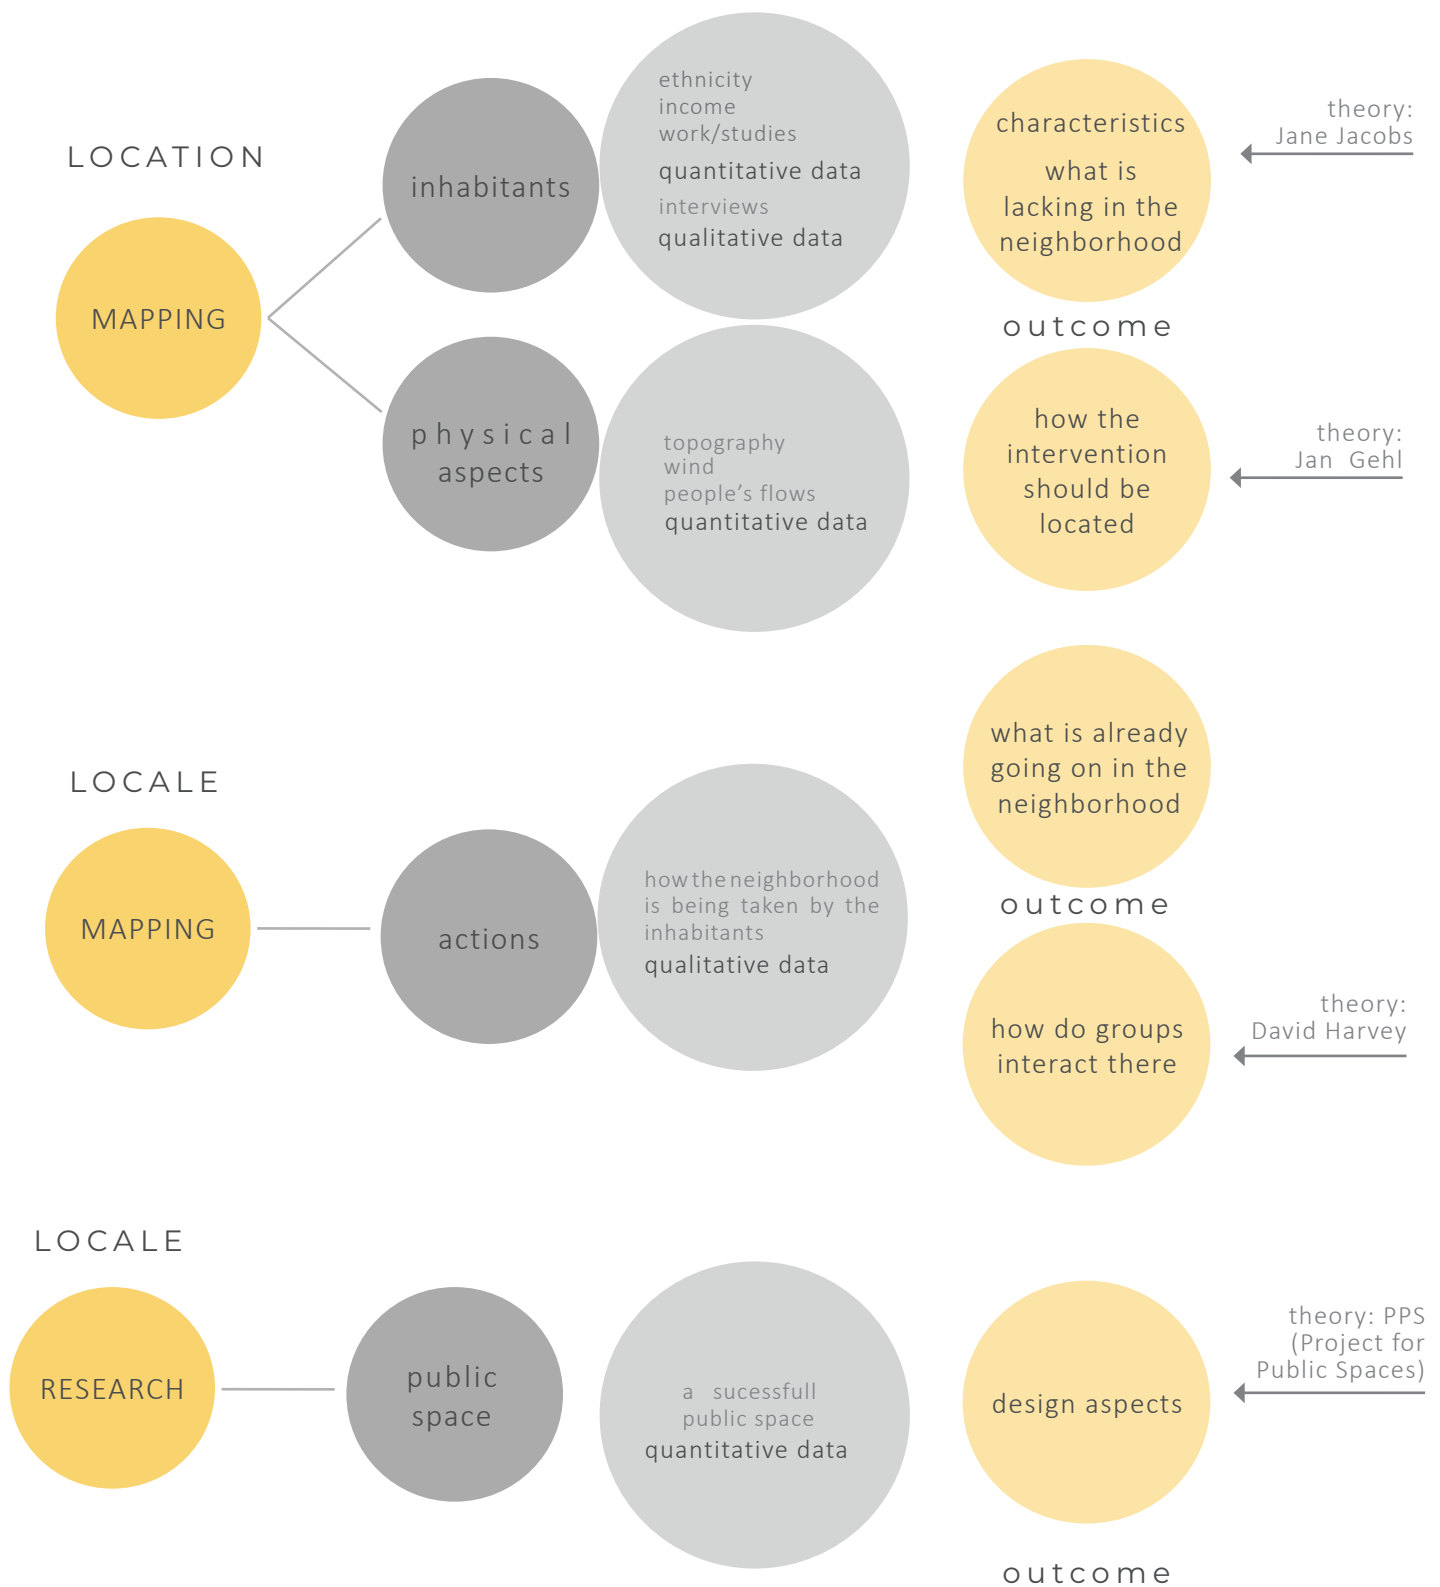 LOCATION
MAPPING
inhabitants
ethnicity
income
work/studies
quantitative data
interviews
qualitative data
characteristics
what is
lacking in the
neighborhood
theory:
Jane Jacobs
outcome
physical
aspects
topography
wind
people’s flows
quantitative data
how the
intervention
should be
located
theory:
Jan Gehl
LOCALE
MAPPING
actions
how the neighborhood
is being taken by the
inhabitants
qualitative data
what is already
going on in the
neighborhood
outcome
how do groups
interact there
theory:
David Harvey
LOCALE
RESEARCH
public
space
a sucessfull
public space
quantitative data
design aspects
theory: PPS
(Project for
Public Spaces)
outcome